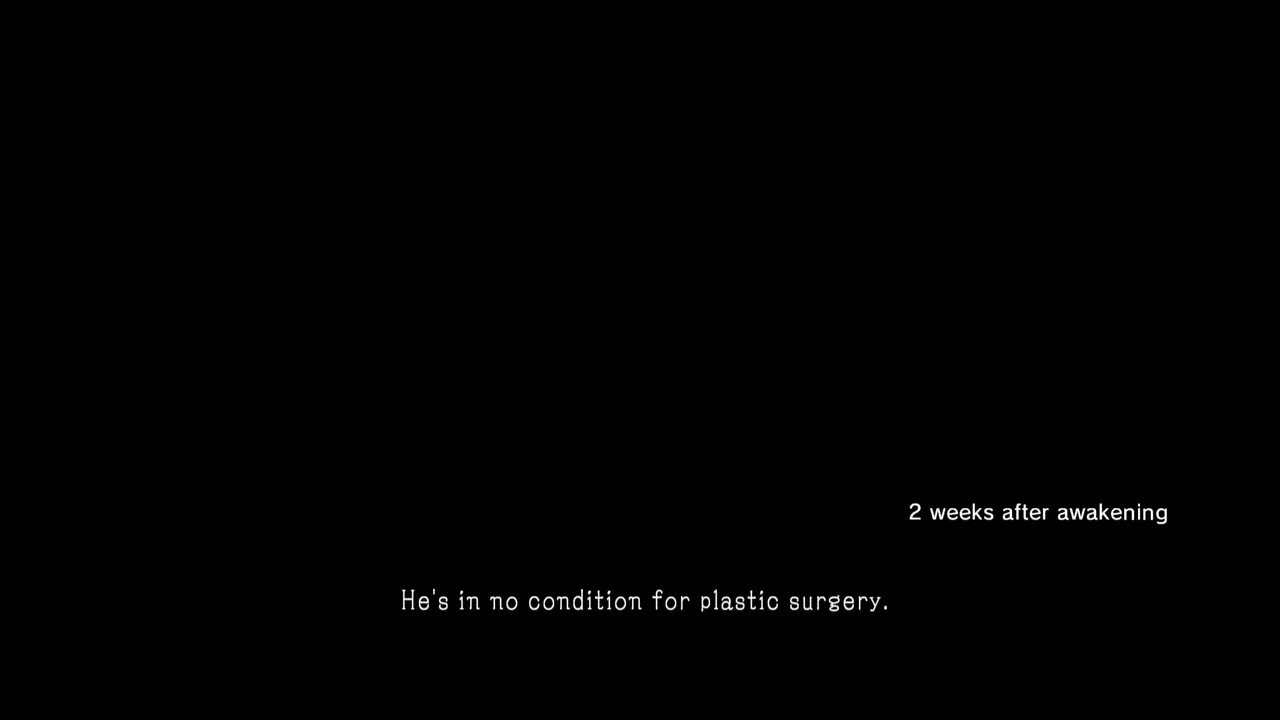 2 weeks after awakening
He's in no condition for plastic surgery.